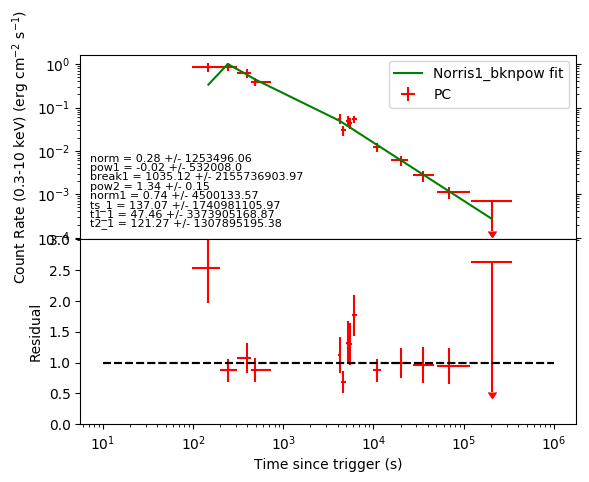 Count Rate (0.3-10 keV) (erg cm⁻² s⁻¹)
10⁰
10⁻¹
10⁻²
10⁻³
10⁻⁴
Norris1_bknpow fit
PC
norm = 0.28 +/- 1253496.06
pow1 = -0.02 +/- 532008.0
break1 = 1035.12 +/- 2155736903.97
pow2 = 1.34 +/- 0.15
norm1 = 0.74 +/- 4500133.57
ts_1 = 137.07 +/- 1740981105.97
t1_1 = 47.46 +/- 3373905168.87
t2_1 = 121.27 +/- 1307895195.38
Residual
3.0
2.5
2.0
1.5
1.0
0.5
0.0
10¹ 10² 10³ 10⁴ 10⁵ 10⁶
Time since trigger (s)